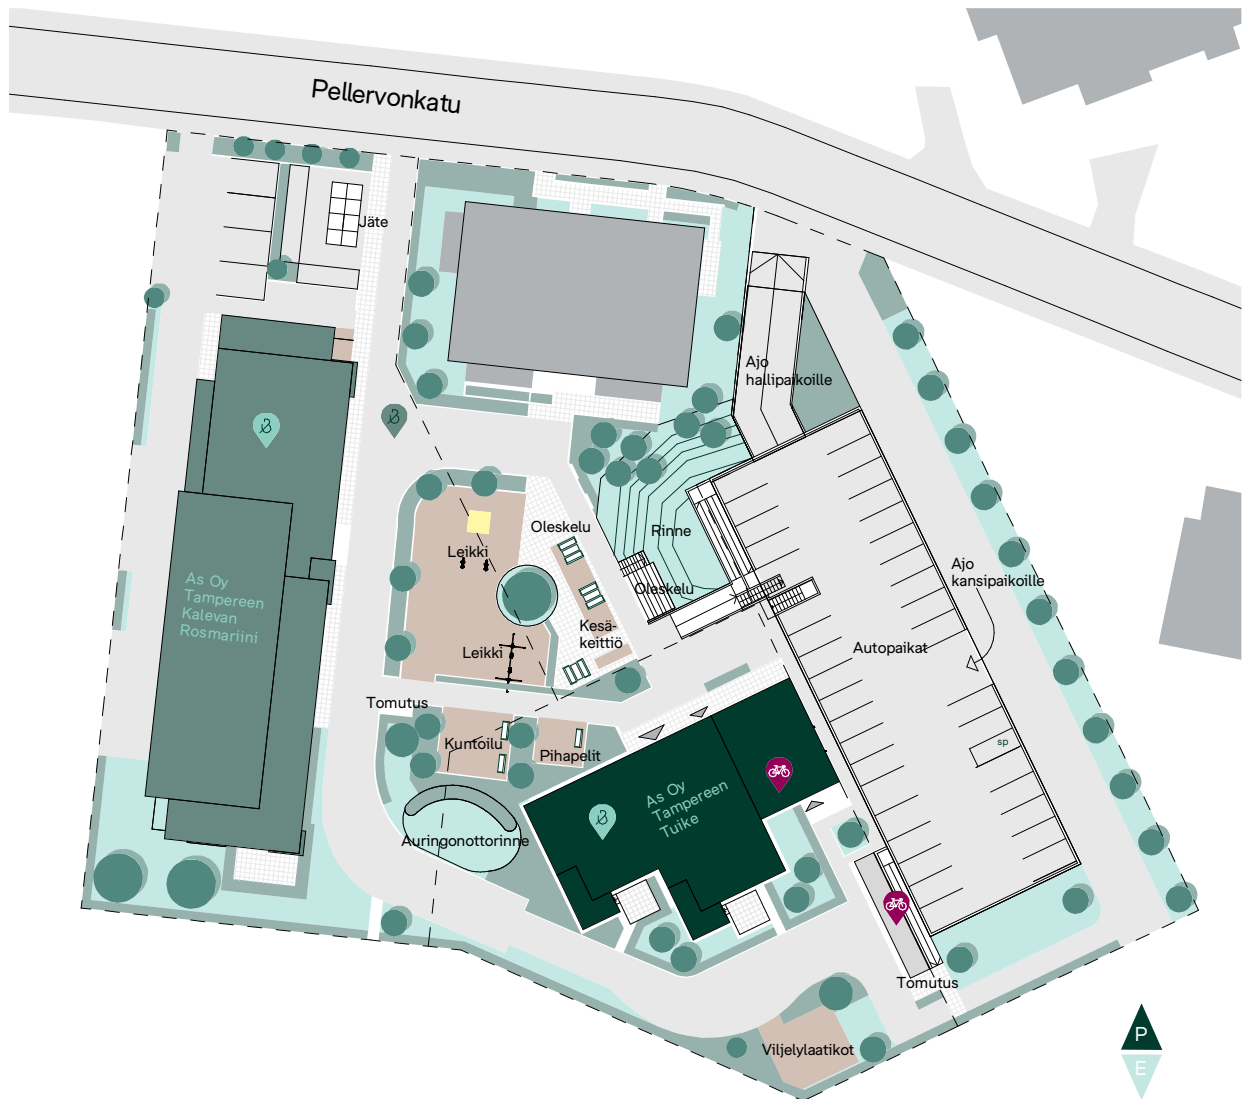 Pellervonkatu
Jäte
Ajo
hallipaikoille
Oleskelu
Rinne
Leikki
Ajo
kansipaikoille
As Oy
Tampereen
Kalevan
Rosmariini
Oleskelu
Kesä-
keittiö
Leikki
Autopaikat
Tomutus
Kuntoilu
Pihapelit
sp
As Oy
Tampereen
Tuike
Auringonottorinne
Tomutus
Viljelylaatikot
P
E